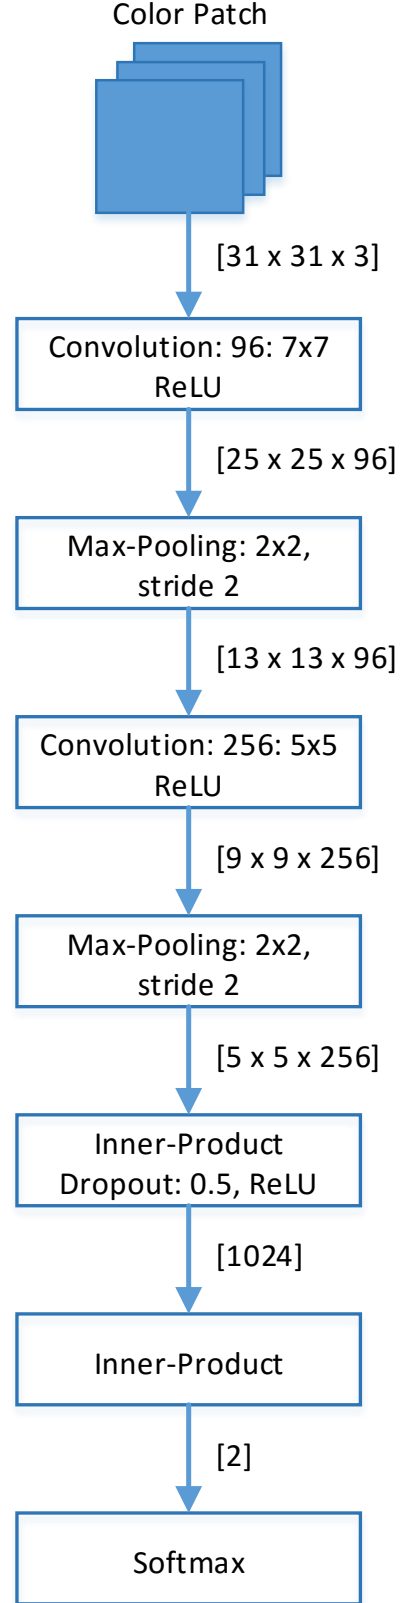 Color Patch
[31 x 31 x 3]
Convolution: 96: 7x7
ReLU
[25 x 25 x 96]
Max-Pooling: 2x2,
stride 2
[13 x 13 x 96]
Convolution: 256: 5x5
ReLU
[9 x 9 x 256]
Max-Pooling: 2x2,
stride 2
[5 x 5 x 256]
Inner-Product
Dropout: 0.5, ReLU
[1024]
Inner-Product
[2]
Softmax